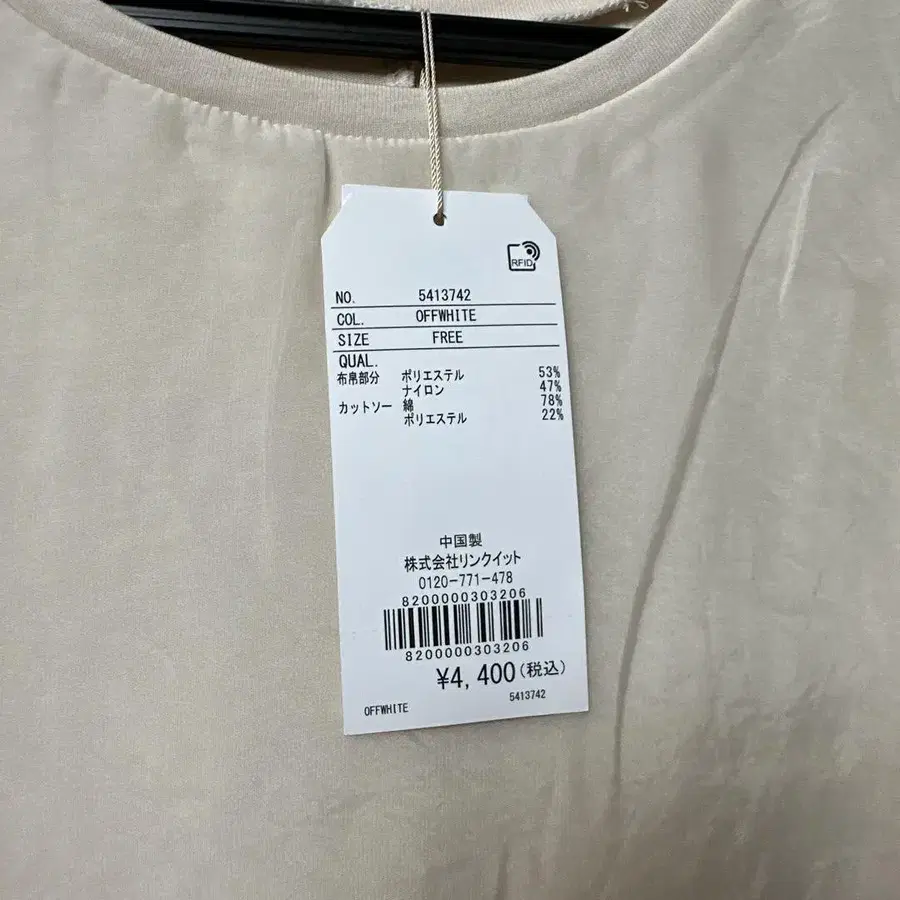 RFID
NO. 5413742
COL. OFFWHITE
SIZE FREE
QUAL.
布帛部分 ポリエステル 53%
ナイロン 47%
カットソー 綿 78%
ポリエステル 22%
中国製
株式会社リンクイット
0120-771-478
8200000303206
8200000303206
¥4,400(税込)
OFFWHITE 5413742